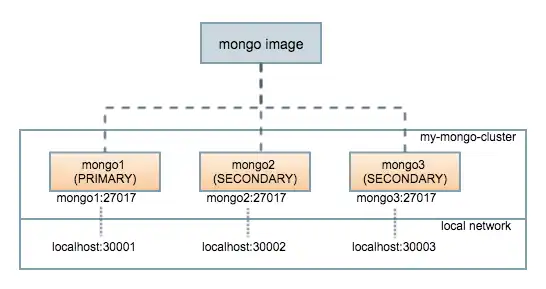 mongo image
my-mongo-cluster
mongo1
(PRIMARY)
mongo2
(SECONDARY)
mongo3
(SECONDARY)
mongo1:27017
mongo2:27017
mongo3:27017
local network
localhost:30001
localhost:30002
localhost:30003